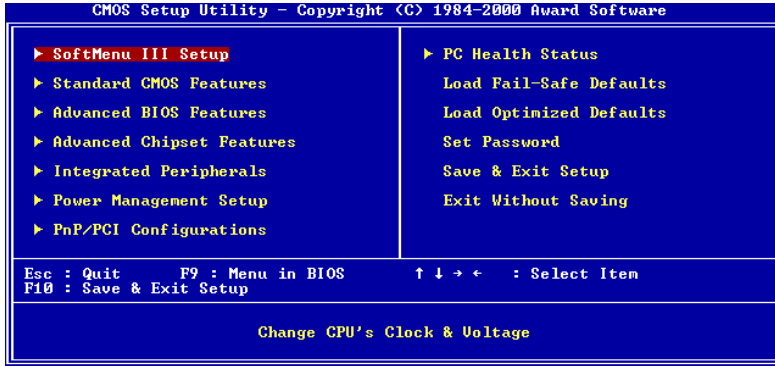 CMOS Setup Utility – Copyright (C) 1984–2000 Award Software
► SoftMenu III Setup
► Standard CMOS Features
► Advanced BIOS Features
► Advanced Chipset Features
► Integrated Peripherals
► Power Management Setup
► PnP/PCI Configurations
► PC Health Status
Load Fail-Safe Defaults
Load Optimized Defaults
Set Password
Save & Exit Setup
Exit Without Saving
Esc : Quit F9 : Menu in BIOS ↑ ↓ → ← : Select Item
F10 : Save & Exit Setup
Change CPU's Clock & Voltage